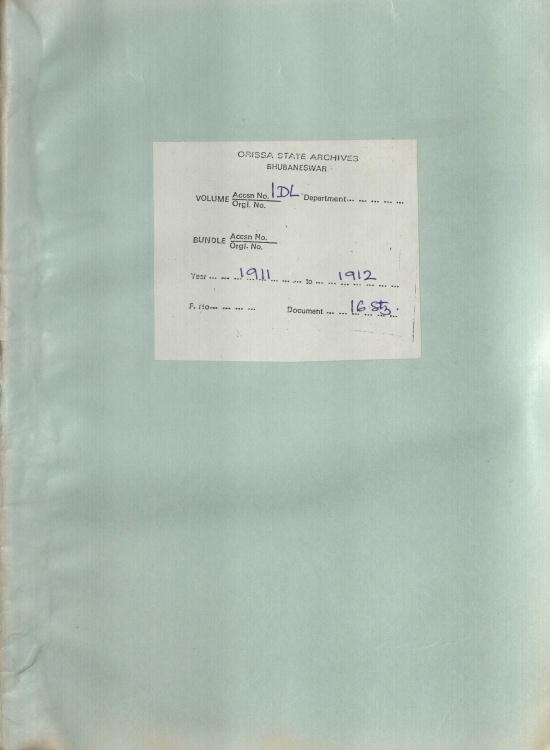 ORISSA STATE ARCHIVES
BHUBANESWAR
VOLUME Accsn No. 1DL Department... ... ... ... ...
Orgl. No.
BUNDLE Accsn No.
Orgl. No.
Year ... ... ... 1911 ... ... ... to ... ... 1912 ... ... ...
F. No... ... ... ... Document ... ... 16 Sts.